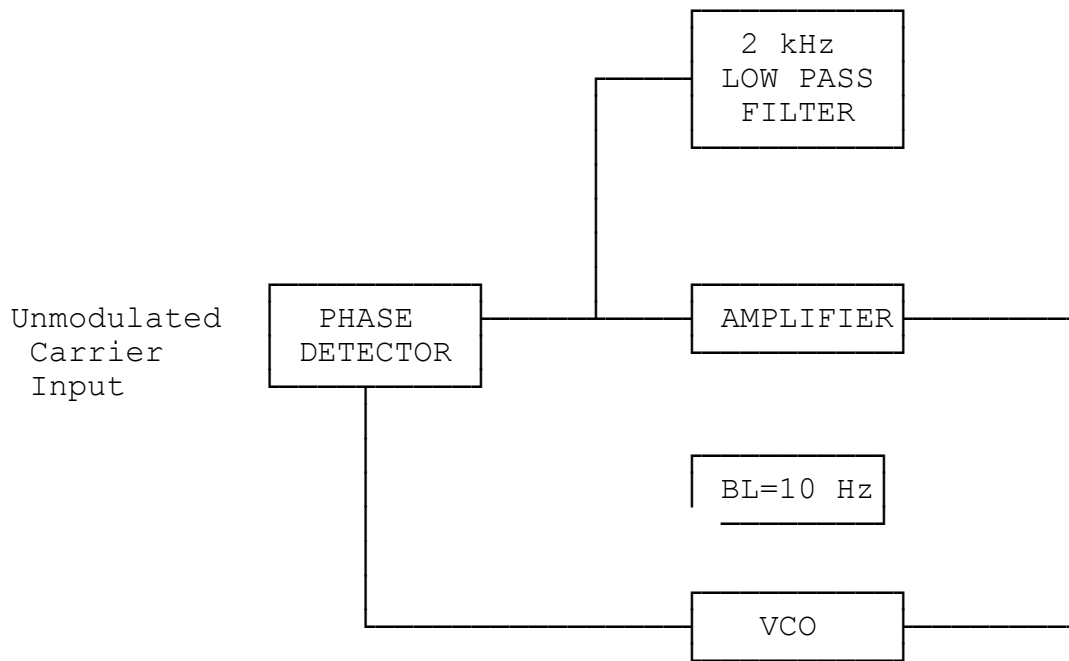 2 kHz
LOW PASS
FILTER
Unmodulated
Carrier
Input
PHASE
DETECTOR
AMPLIFIER
BL=10 Hz
VCO